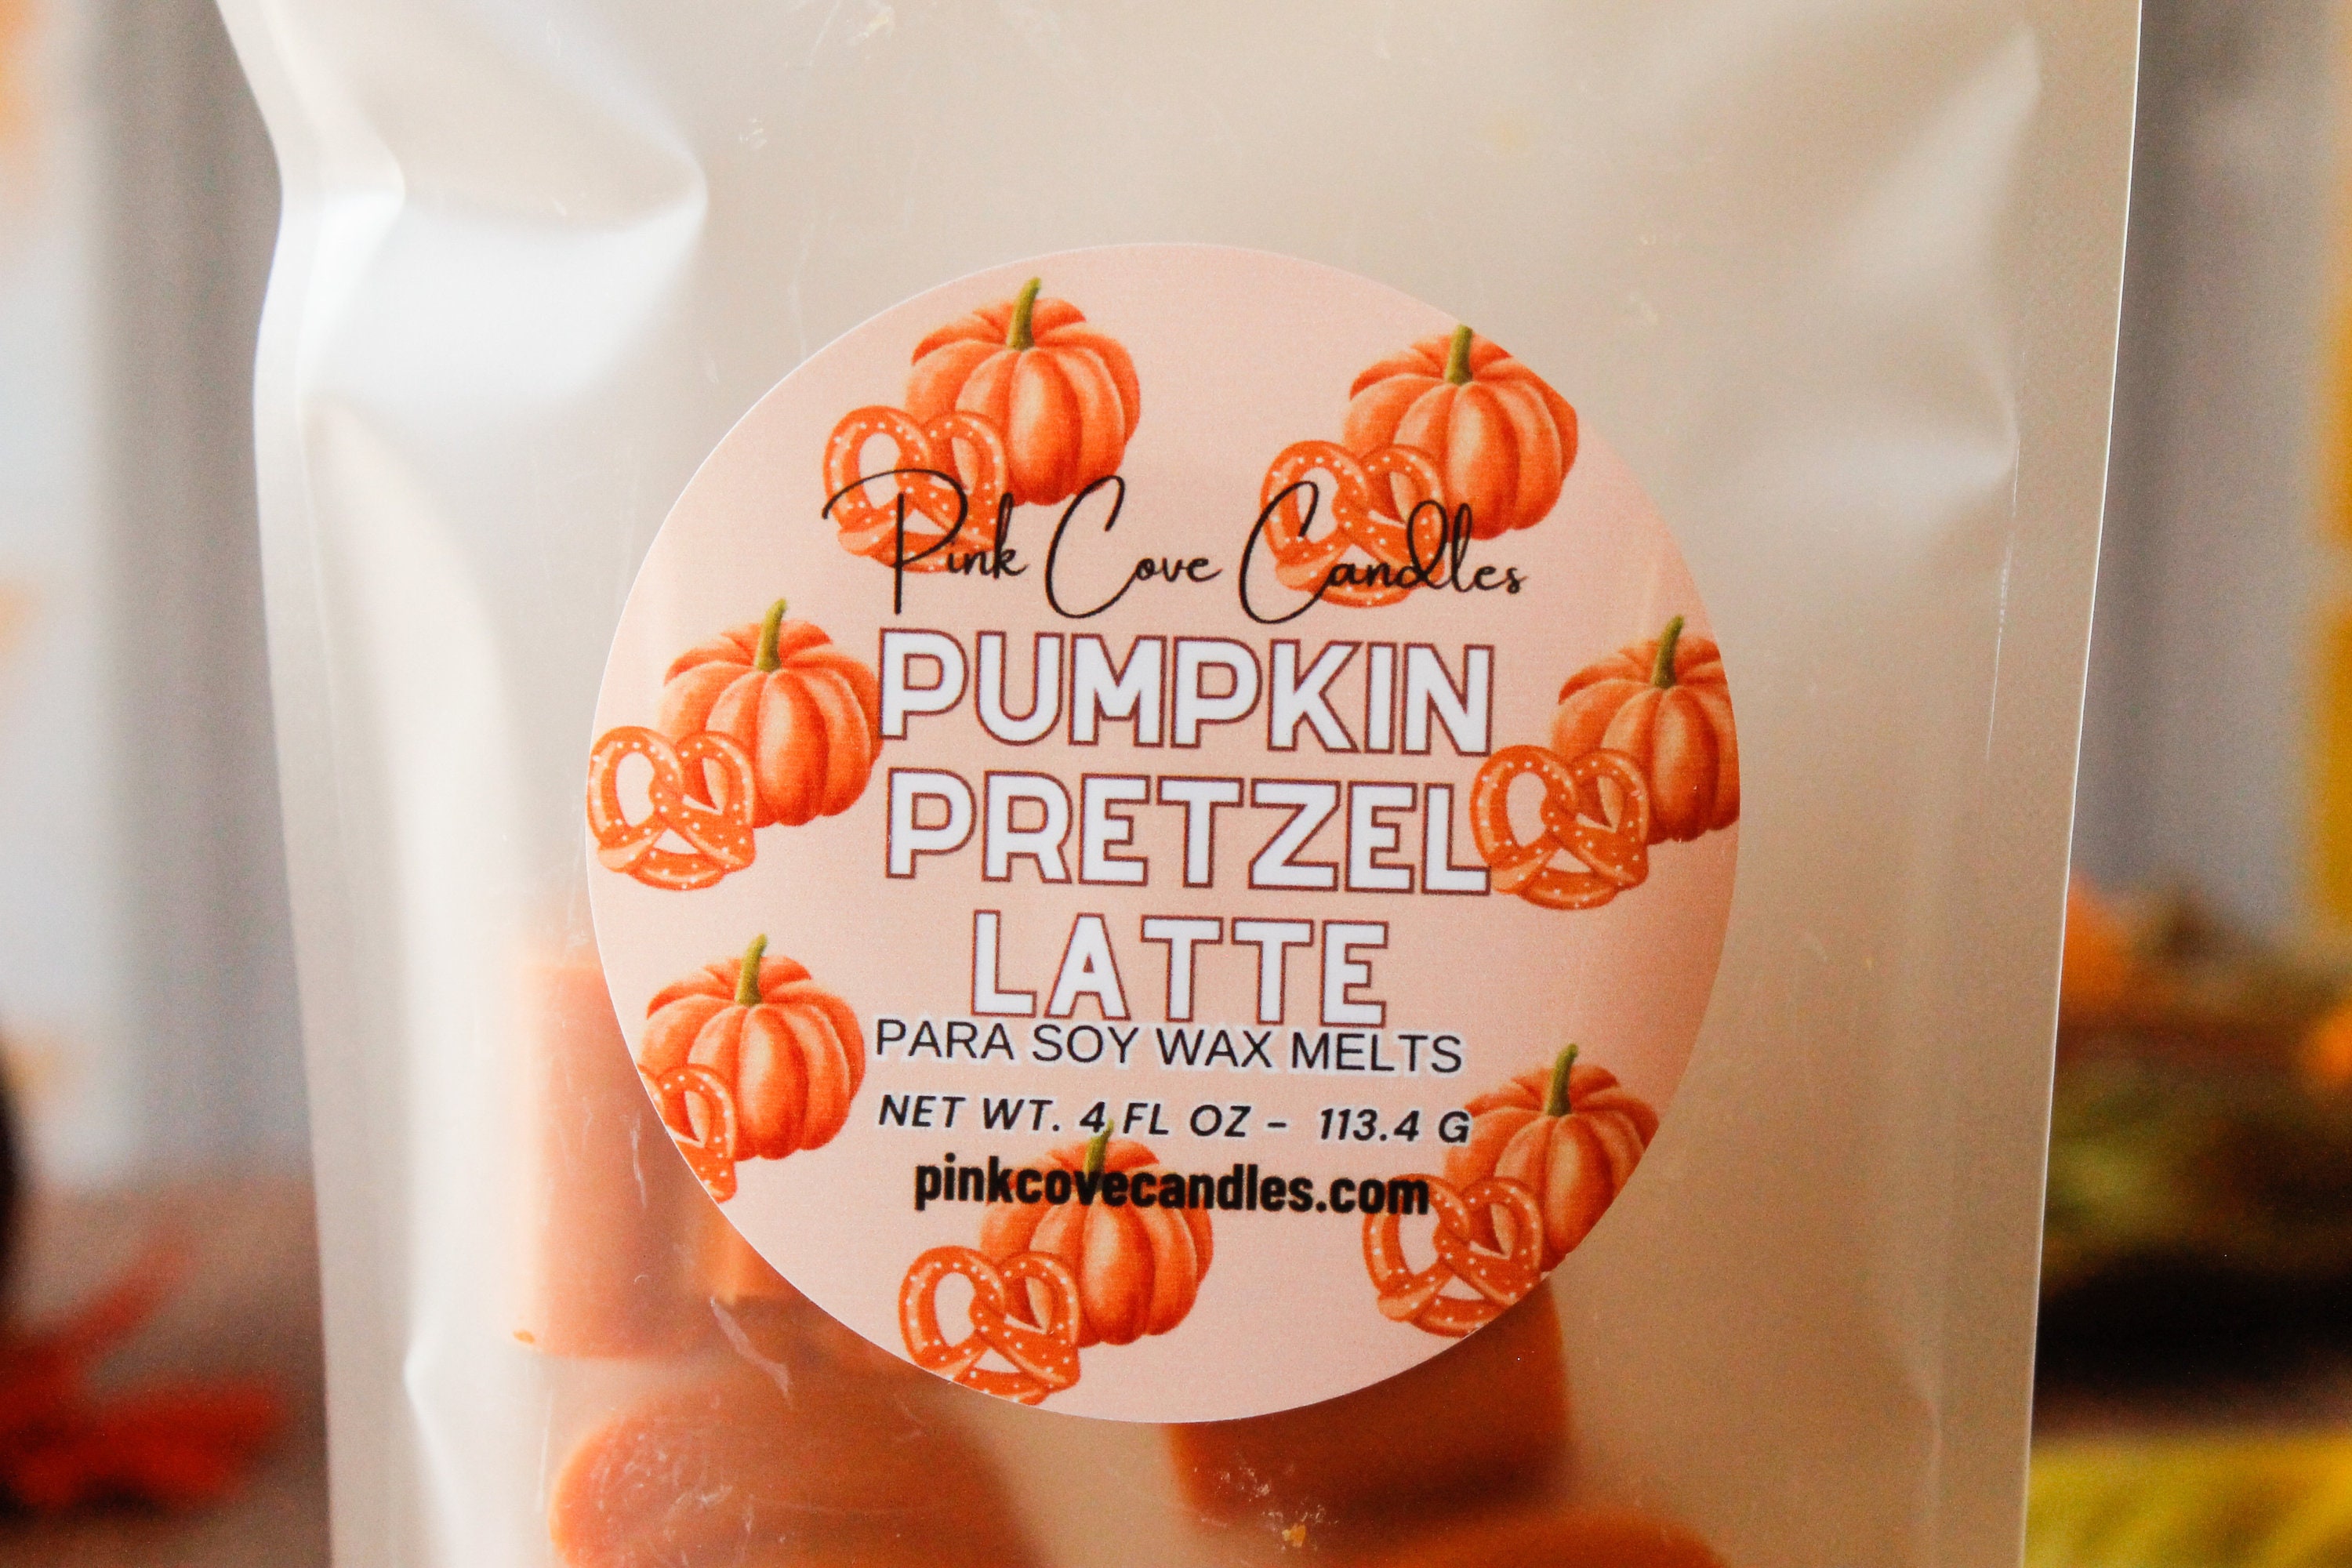 Pink Cove Candles
PUMPKIN
PRETZEL
LATTE
PARA SOY WAX MELTS
NET WT. 4 FL OZ - 113.4 G
pinkcovecandles.com